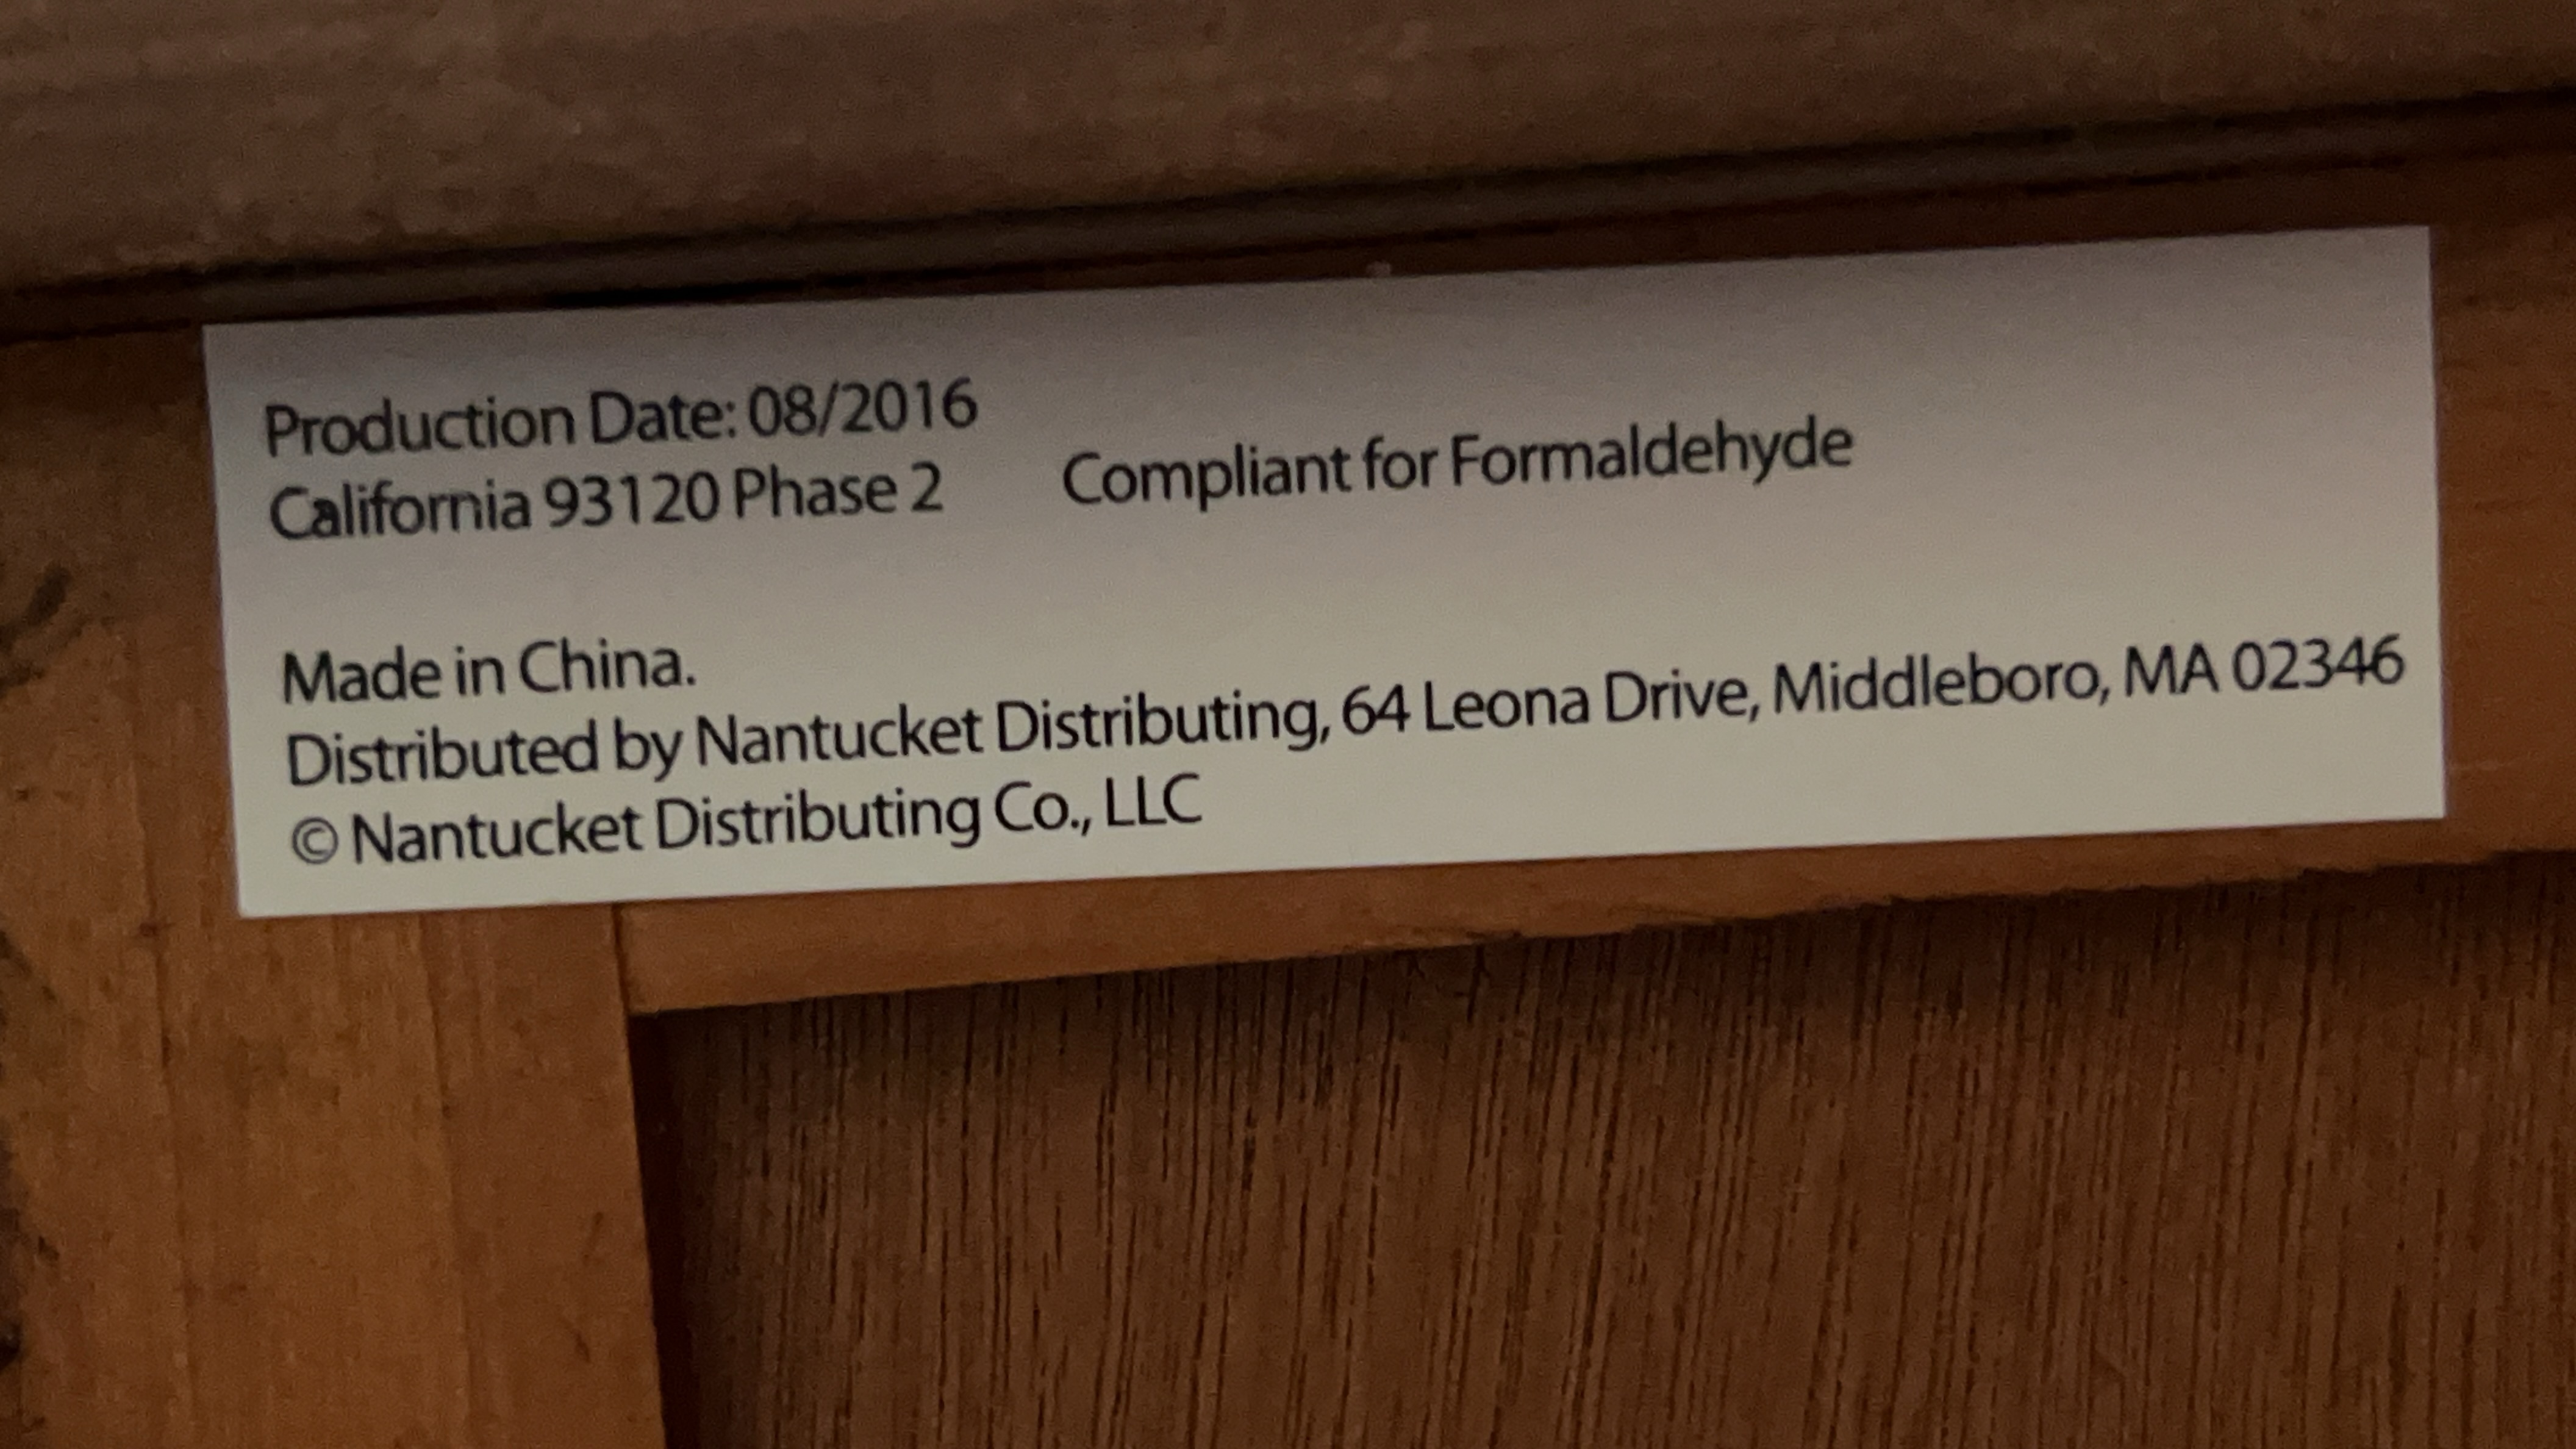 Production Date: 08/2016
California 93120 Phase 2 Compliant for Formaldehyde
Made in China.
Distributed by Nantucket Distributing, 64 Leona Drive, Middleboro, MA 02346
© Nantucket Distributing Co., LLC